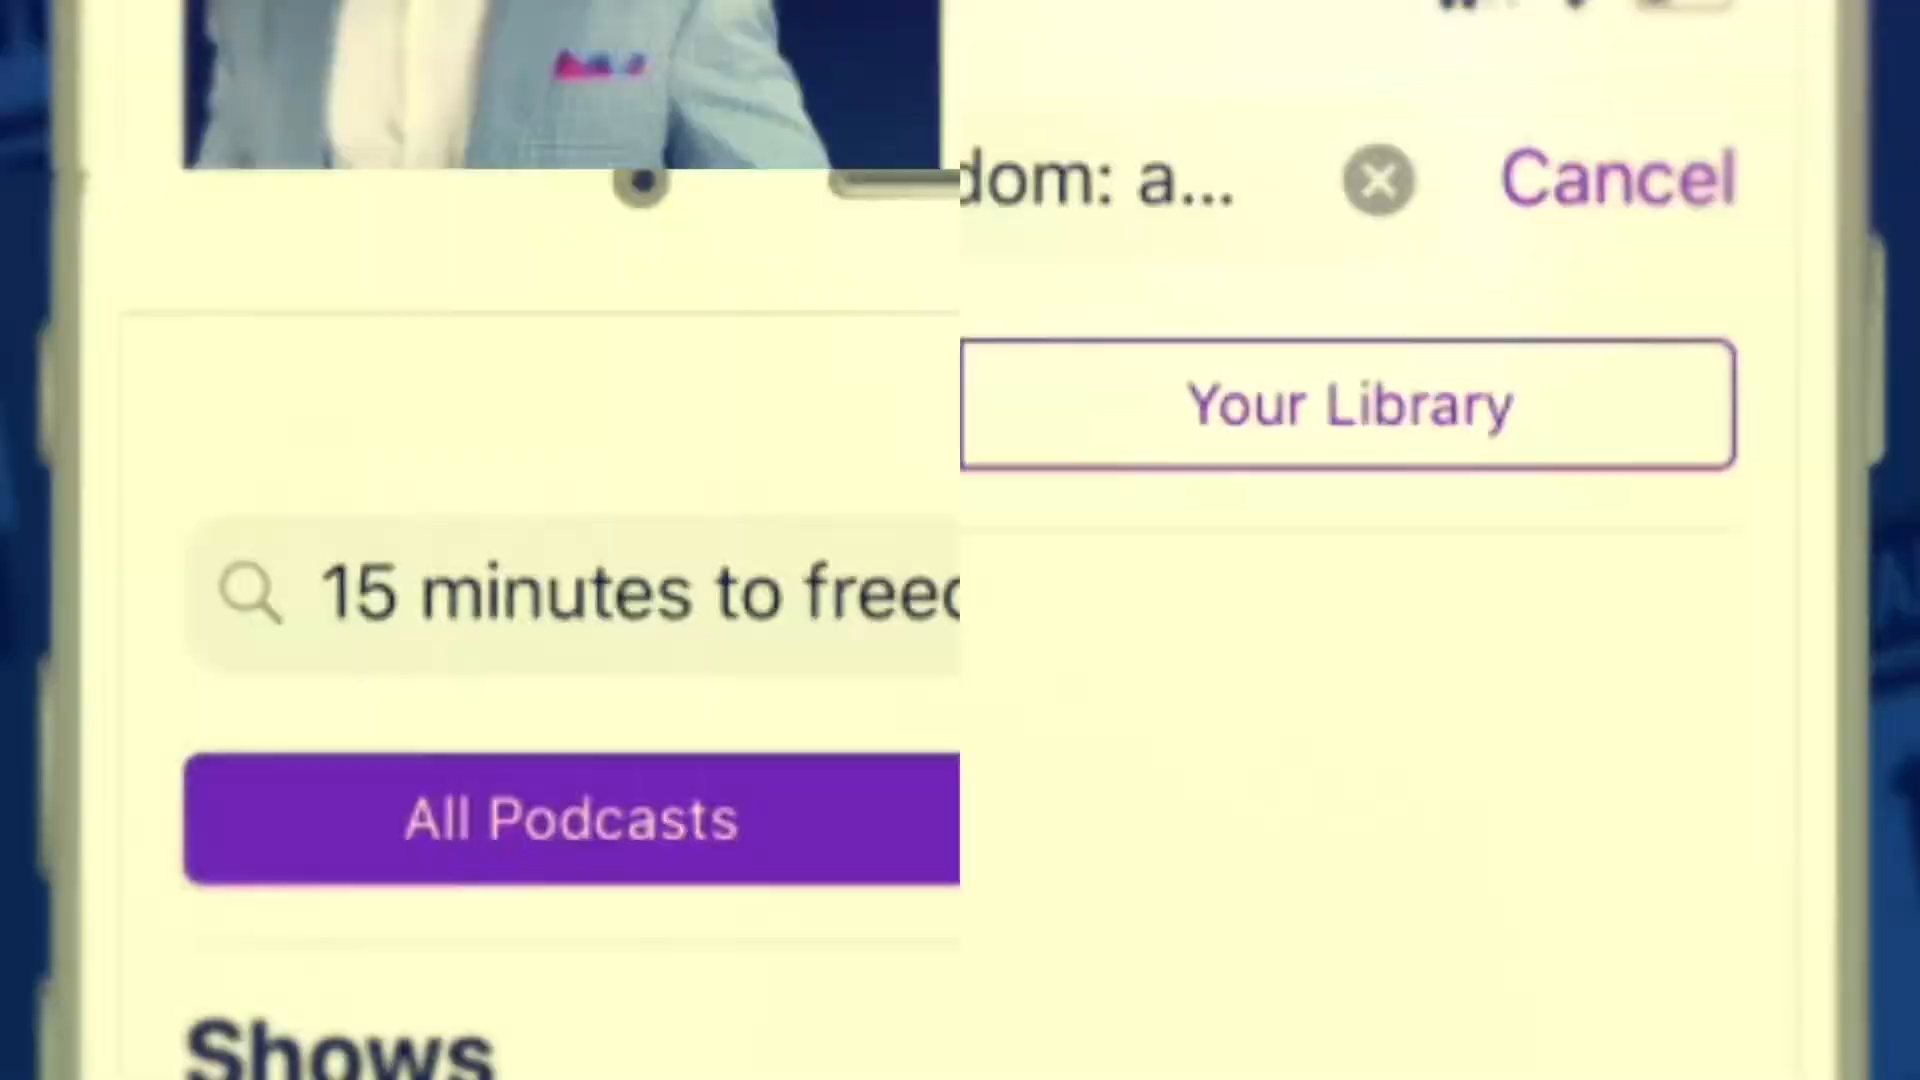 dom: a...
Cancel
Your Library
15 minutes to freed
All Podcasts
Shows